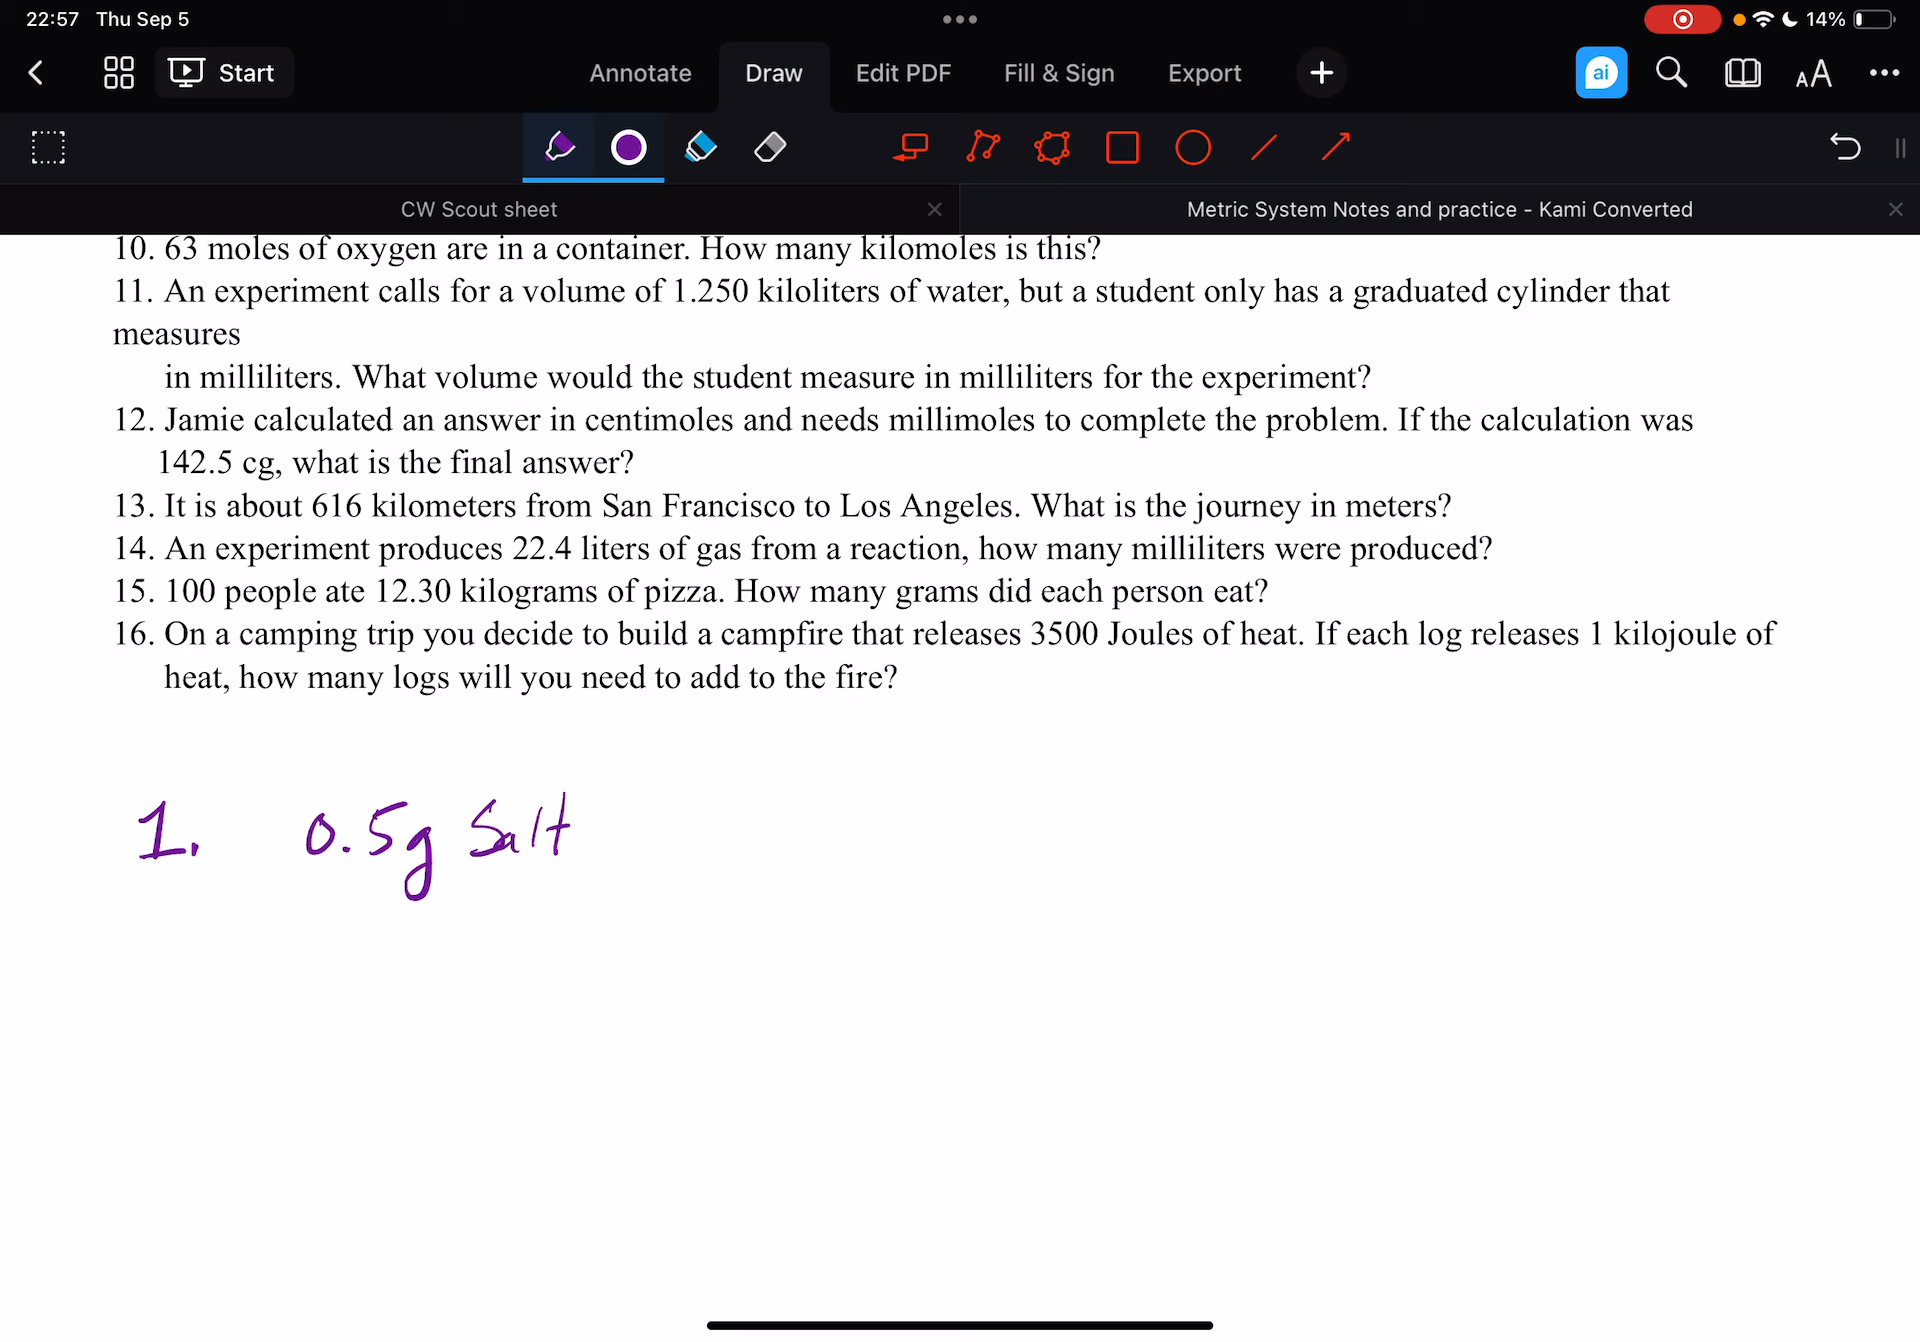 22:57 Thu Sep 5
14%
Start
Annotate Draw Edit PDF Fill & Sign Export
ai
AA
CW Scout sheet
Metric System Notes and practice - Kami Converted
10. 63 moles of oxygen are in a container. How many kilomoles is this?
11. An experiment calls for a volume of 1.250 kiloliters of water, but a student only has a graduated cylinder that
measures
in milliliters. What volume would the student measure in milliliters for the experiment?
12. Jamie calculated an answer in centimoles and needs millimoles to complete the problem. If the calculation was
142.5 cg, what is the final answer?
13. It is about 616 kilometers from San Francisco to Los Angeles. What is the journey in meters?
14. An experiment produces 22.4 liters of gas from a reaction, how many milliliters were produced?
15. 100 people ate 12.30 kilograms of pizza. How many grams did each person eat?
16. On a camping trip you decide to build a campfire that releases 3500 Joules of heat. If each log releases 1 kilojoule of
heat, how many logs will you need to add to the fire?
1. 0.5g Salt